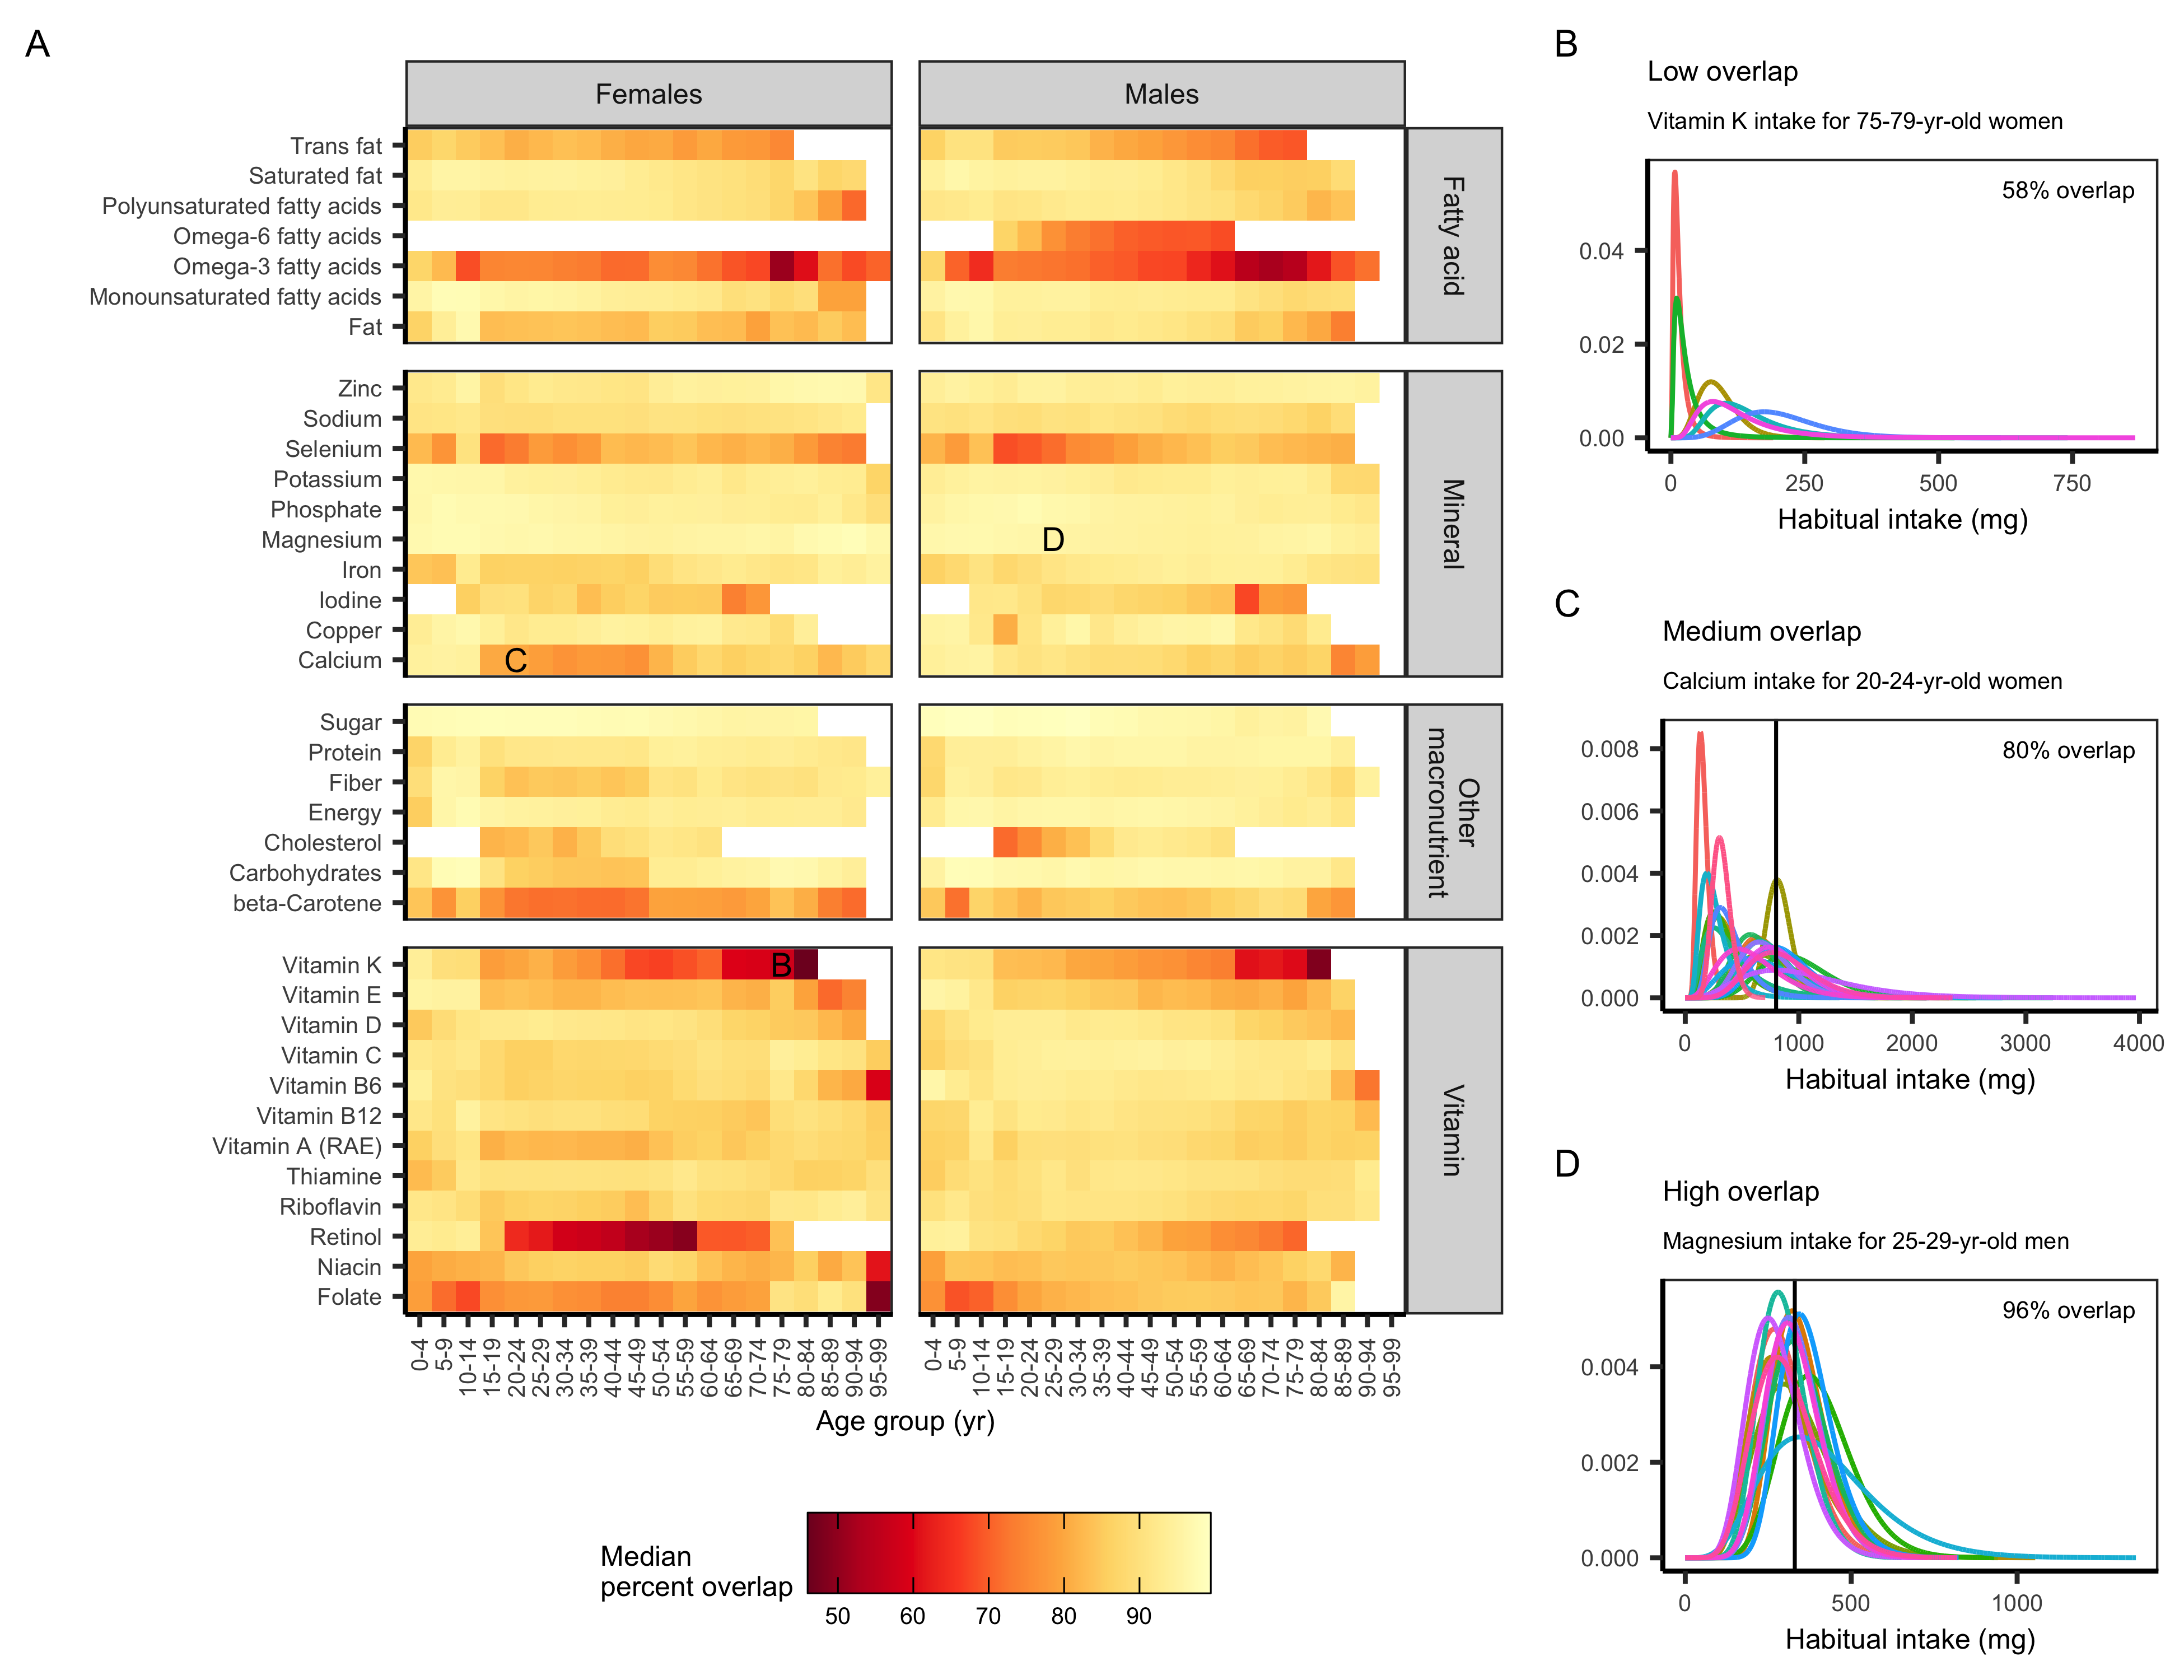 A
Females
Males
Trans fat
Saturated fat
Polyunsaturated fatty acids
Omega-6 fatty acids
Omega-3 fatty acids
Monounsaturated fatty acids
Fat
Fatty acid
Zinc
Sodium
Selenium
Potassium
Phosphate
Magnesium
Iron
Iodine
Copper
Calcium
C
D
Mineral
Sugar
Protein
Fiber
Energy
Cholesterol
Carbohydrates
beta-Carotene
Other
macronutrient
Vitamin K
Vitamin E
Vitamin D
Vitamin C
Vitamin B6
Vitamin B12
Vitamin A (RAE)
Thiamine
Riboflavin
Retinol
Niacin
Folate
B
Vitamin
0-4 5-9 10-14 15-19 20-24 25-29 30-34 35-39 40-44 45-49 50-54 55-59 60-64 65-69 70-74 75-79 80-84 85-89 90-94 95-99
0-4 5-9 10-14 15-19 20-24 25-29 30-34 35-39 40-44 45-49 50-54 55-59 60-64 65-69 70-74 75-79 80-84 85-89 90-94 95-99
Age group (yr)
Median
percent overlap
50 60 70 80 90
B
Low overlap
Vitamin K intake for 75-79-yr-old women
58% overlap
0.04
0.02
0.00
0 250 500 750
Habitual intake (mg)
C
Medium overlap
Calcium intake for 20-24-yr-old women
80% overlap
0.008
0.006
0.004
0.002
0.000
0 1000 2000 3000 4000
Habitual intake (mg)
D
High overlap
Magnesium intake for 25-29-yr-old men
96% overlap
0.004
0.002
0.000
0 500 1000
Habitual intake (mg)